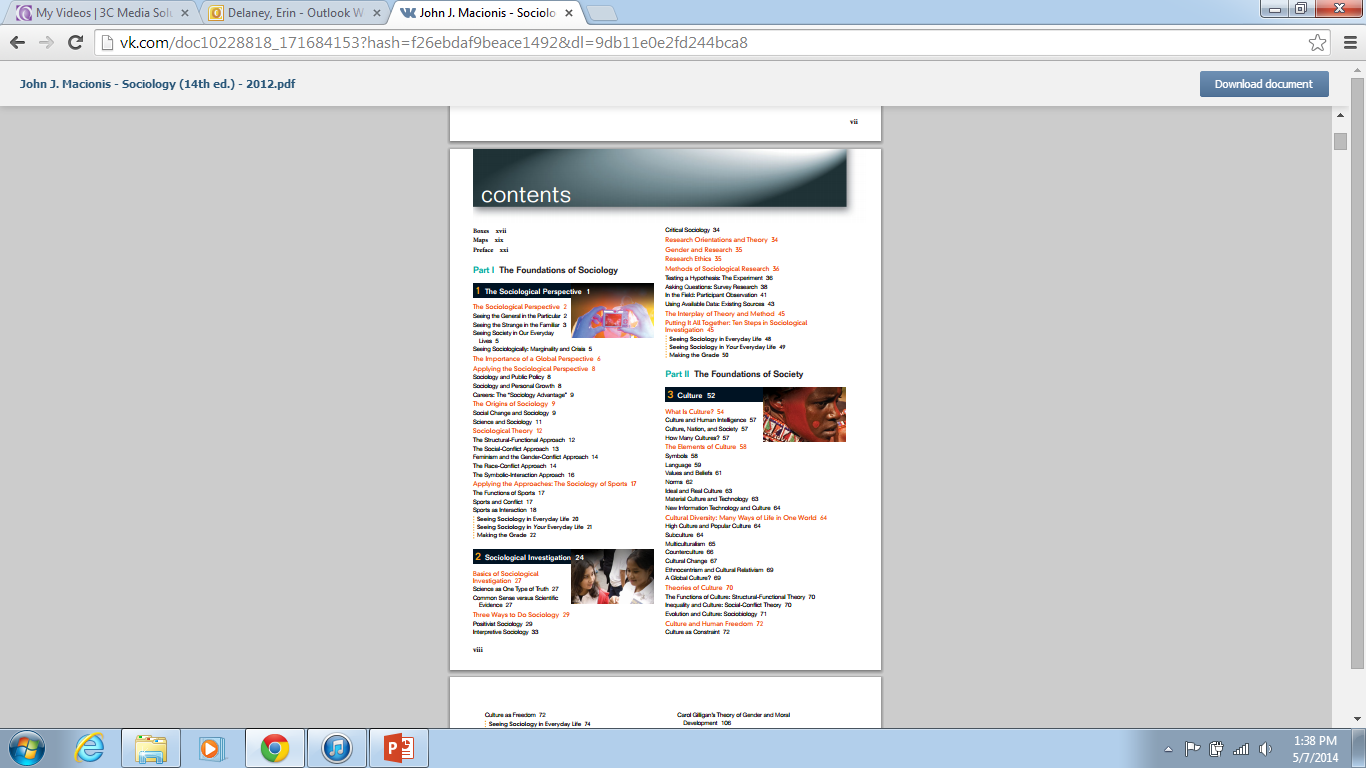 My Videos | 3C Media Solu
Delaney, Erin - Outlook W
John J. Macionis - Sociolo
vk.com/doc10228818_171684153?hash=f26ebdaf9beace1492&dl=9db11e0e2fd244bca8
John J. Macionis - Sociology (14th ed.) - 2012.pdf
Download document
vii
contents
Boxes xvii
Maps xix
Preface xxi
Part I The Foundations of Sociology
1 The Sociological Perspective 1
The Sociological Perspective 2
Seeing the General in the Particular 2
Seeing the Strange in the Familiar 3
Seeing Society in Our Everyday
Lives 5
Seeing Sociologically: Marginality and Crisis 5
The Importance of a Global Perspective 6
Applying the Sociological Perspective 8
Sociology and Public Policy 8
Sociology and Personal Growth 8
Careers: The "Sociology Advantage" 9
The Origins of Sociology 9
Social Change and Sociology 9
Science and Sociology 11
Sociological Theory 12
The Structural-Functional Approach 12
The Social-Conflict Approach 13
Feminism and the Gender-Conflict Approach 14
The Race-Conflict Approach 14
The Symbolic-Interaction Approach 16
Applying the Approaches: The Sociology of Sports 17
The Functions of Sports 17
Sports and Conflict 17
Sports as Interaction 18
Seeing Sociology in Everyday Life 20
Seeing Sociology in Your Everyday Life 21
Making the Grade 22
2 Sociological Investigation 24
Basics of Sociological
Investigation 27
Science as One Type of Truth 27
Common Sense versus Scientific
Evidence 27
Three Ways to Do Sociology 29
Positivist Sociology 29
Interpretive Sociology 33
viii
Critical Sociology 34
Research Orientations and Theory 34
Gender and Research 35
Research Ethics 35
Methods of Sociological Research 36
Testing a Hypothesis: The Experiment 36
Asking Questions: Survey Research 38
In the Field: Participant Observation 41
Using Available Data: Existing Sources 43
The Interplay of Theory and Method 45
Putting It All Together: Ten Steps in Sociological
Investigation 45
Seeing Sociology in Everyday Life 48
Seeing Sociology in Your Everyday Life 49
Making the Grade 50
Part II The Foundations of Society
3 Culture 52
What Is Culture? 54
Culture and Human Intelligence 57
Culture, Nation, and Society 57
How Many Cultures? 57
The Elements of Culture 58
Symbols 58
Language 59
Values and Beliefs 61
Norms 62
Ideal and Real Culture 63
Material Culture and Technology 63
New Information Technology and Culture 64
Cultural Diversity: Many Ways of Life in One World 64
High Culture and Popular Culture 64
Subculture 64
Multiculturalism 65
Counterculture 66
Cultural Change 67
Ethnocentrism and Cultural Relativism 69
A Global Culture? 69
Theories of Culture 70
The Functions of Culture: Structural-Functional Theory 70
Inequality and Culture: Social-Conflict Theory 70
Evolution and Culture: Sociobiology 71
Culture and Human Freedom 72
Culture as Constraint 72
Culture as Freedom 72
Seeing Sociology in Everyday Life 74
Carol Gilligan's Theory of Gender and Moral
Development 106
1:38 PM
5/7/2014